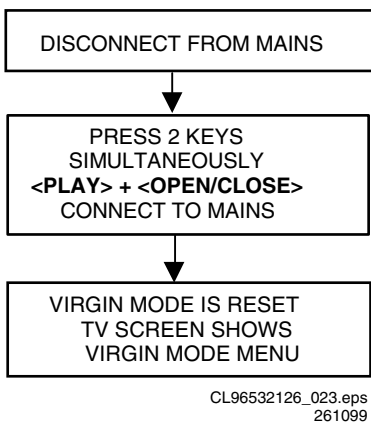 DISCONNECT FROM MAINS
PRESS 2 KEYS
SIMULTANEOUSLY
<PLAY> + <OPEN/CLOSE>
CONNECT TO MAINS
VIRGIN MODE IS RESET
TV SCREEN SHOWS
VIRGIN MODE MENU
CL96532126_023.eps
261099